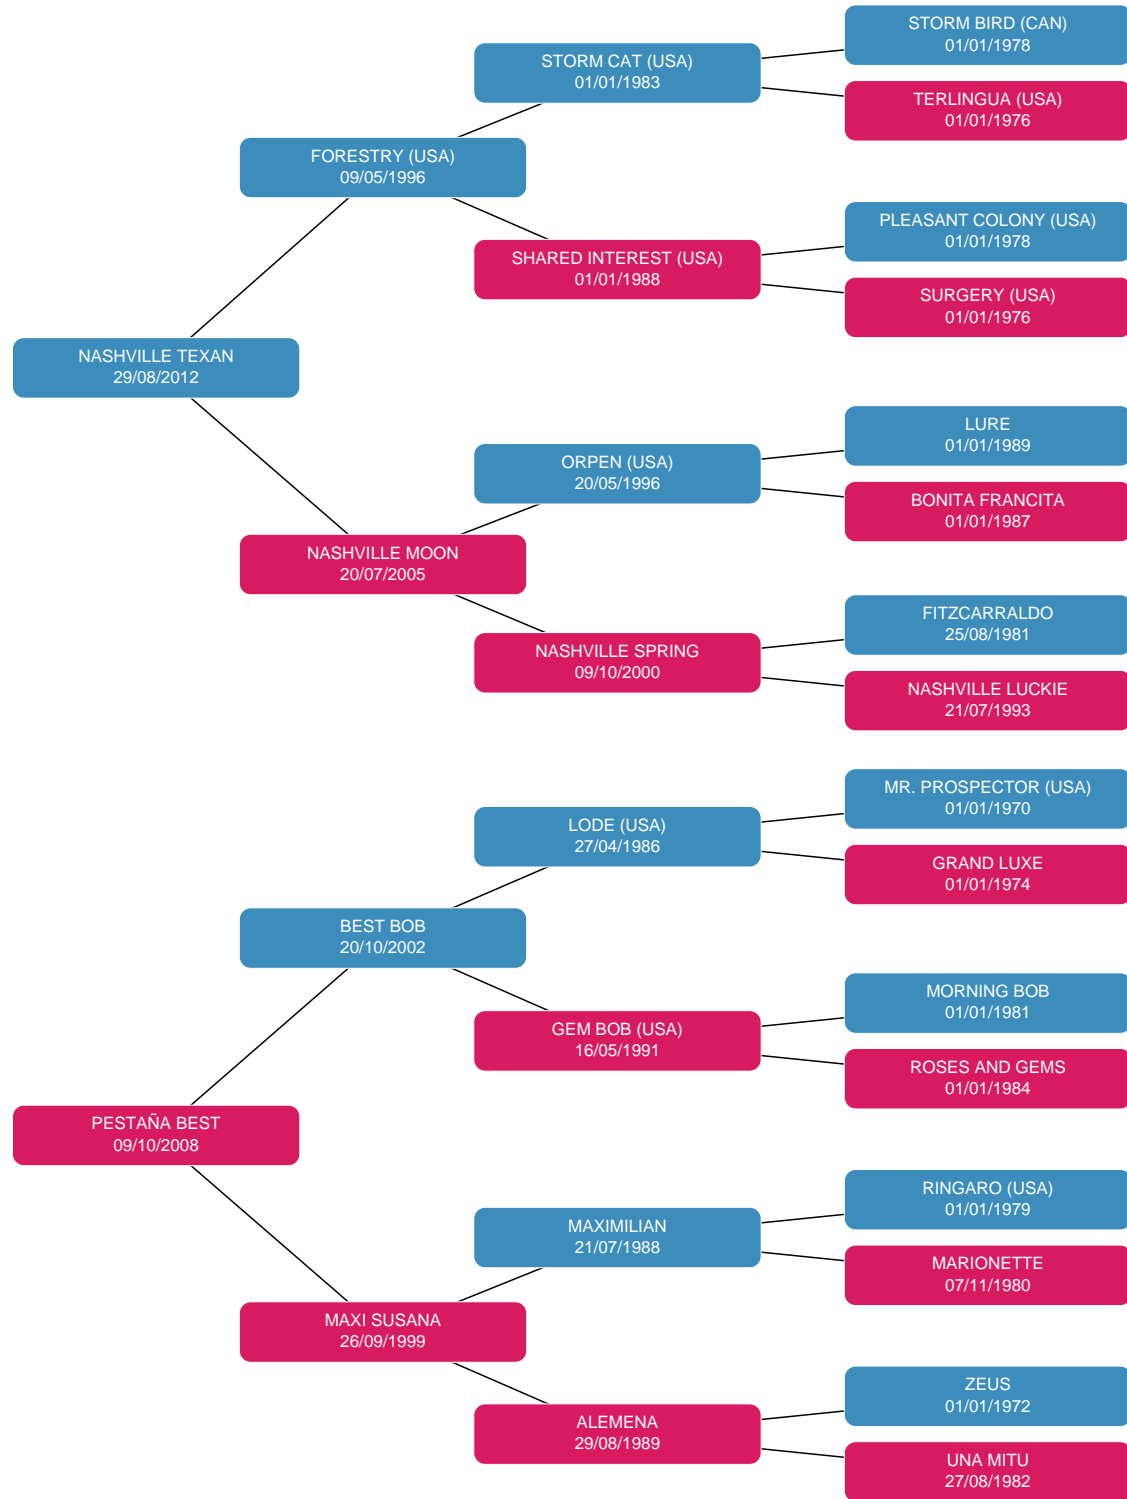 STORM BIRD (CAN)
01/01/1978
STORM CAT (USA)
01/01/1983
TERLINGUA (USA)
01/01/1976
FORESTRY (USA)
09/05/1996
PLEASANT COLONY (USA)
01/01/1978
SHARED INTEREST (USA)
01/01/1988
SURGERY (USA)
01/01/1976
NASHVILLE TEXAN
29/08/2012
LURE
01/01/1989
ORPEN (USA)
20/05/1996
BONITA FRANCITA
01/01/1987
NASHVILLE MOON
20/07/2005
FITZCARRALDO
25/08/1981
NASHVILLE SPRING
09/10/2000
NASHVILLE LUCKIE
21/07/1993
MR. PROSPECTOR (USA)
01/01/1970
LODE (USA)
27/04/1986
GRAND LUXE
01/01/1974
BEST BOB
20/10/2002
MORNING BOB
01/01/1981
GEM BOB (USA)
16/05/1991
ROSES AND GEMS
01/01/1984
PESTAÑA BEST
09/10/2008
RINGARO (USA)
01/01/1979
MAXIMILIAN
21/07/1988
MARIONETTE
07/11/1980
MAXI SUSANA
26/09/1999
ZEUS
01/01/1972
ALEMENA
29/08/1989
UNA MITU
27/08/1982